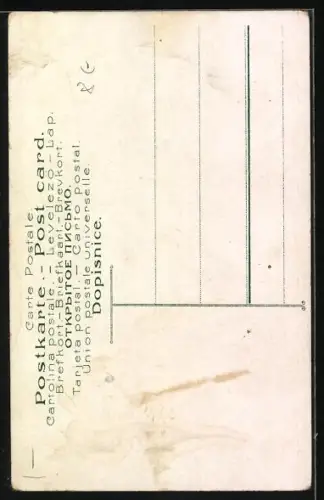 Carte Postale
Postkarte. - Post card.
Cartolina postale. - Levelezö - Lap.
Brefkort. - Briefkaart. - Brevkort.
ОТКРЫТОЕ ПИСЬМО.
Tarjeta postal. - Carto postal.
Union postale universelle.
Dopisnice.